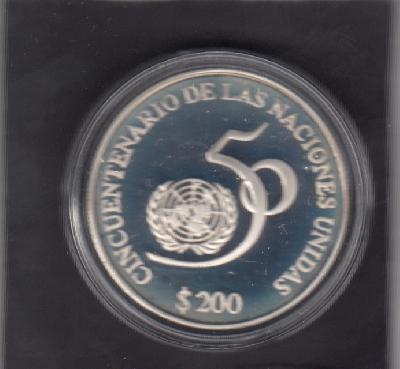 CINCUENTENARIO DE LAS NACIONES UNIDAS
50
$200